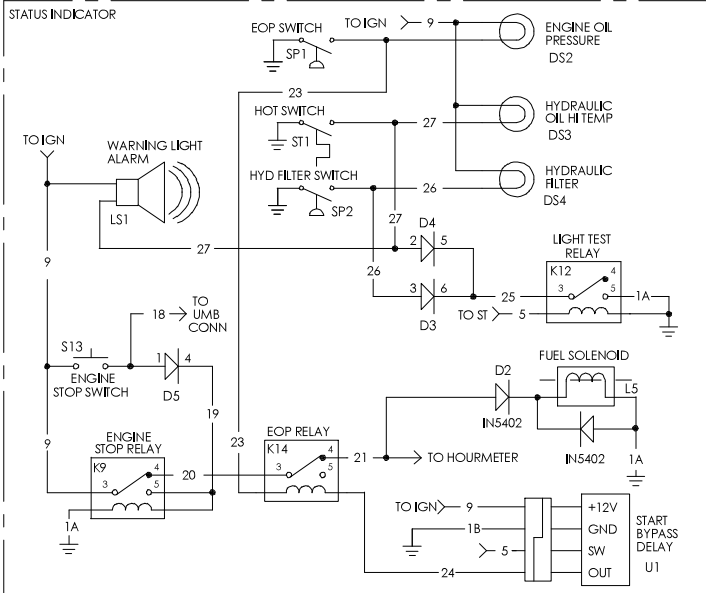 STATUS INDICATOR
EOP SWITCH
SP1
TO IGN
9
ENGINE OIL
PRESSURE
DS2
23
HOT SWITCH
ST1
27
HYDRAULIC
OIL HI TEMP
DS3
TO IGN
WARNING LIGHT
ALARM
LS1
HYD FILTER SWITCH
SP2
26
HYDRAULIC
FILTER
DS4
27
D4
2
5
27
26
3
6
D3
25
LIGHT TEST
RELAY
K12
3
4
5
1A
TO ST
5
9
18
TO
UMB
CONN
S13
ENGINE
STOP SWITCH
1
4
D5
19
FUEL SOLENOID
D2
IN5402
L5
IN5402
1A
9
ENGINE
STOP RELAY
K9
3
4
5
20
1A
23
EOP RELAY
K14
3
4
5
21
TO HOURMETER
TO IGN
9
1B
5
24
+12V
GND
SW
OUT
START
BYPASS
DELAY
U1